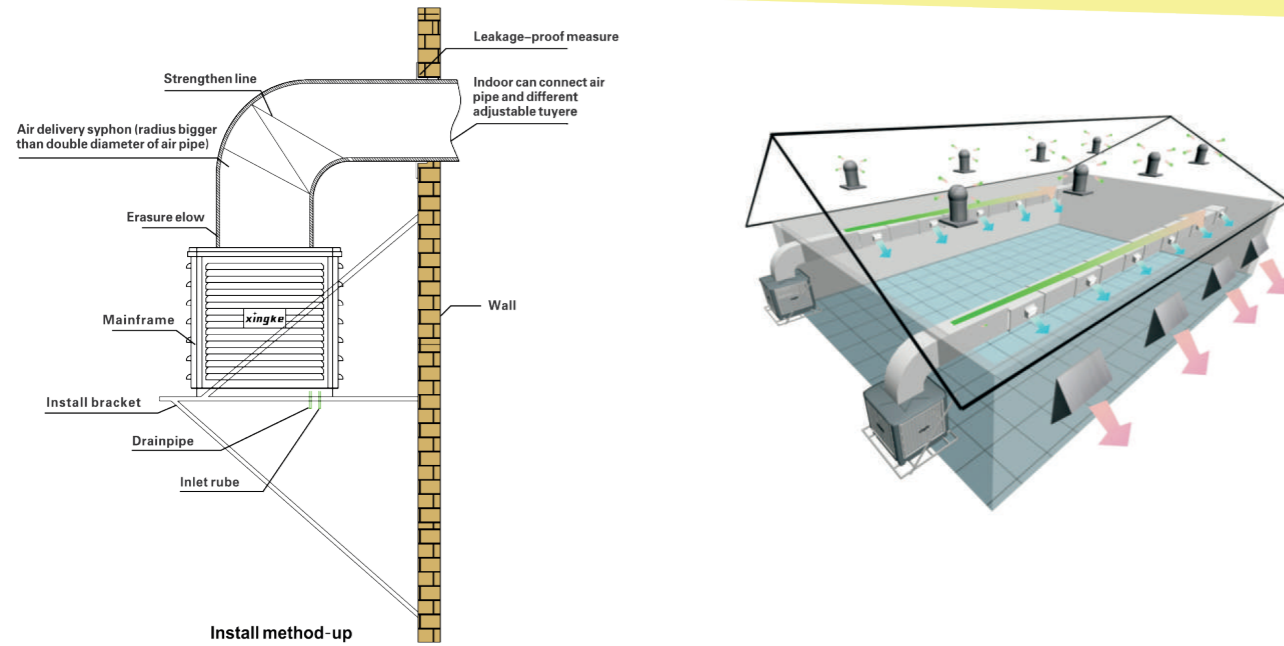 Leakage-proof measure
Strengthen line
Indoor can connect air
pipe and different
adjustable tuyere
Air delivery syphon (radius bigger
than double diameter of air pipe)
Erasure elow
xingke
Wall
Mainframe
Install bracket
Drainpipe
Inlet rube
Install method-up